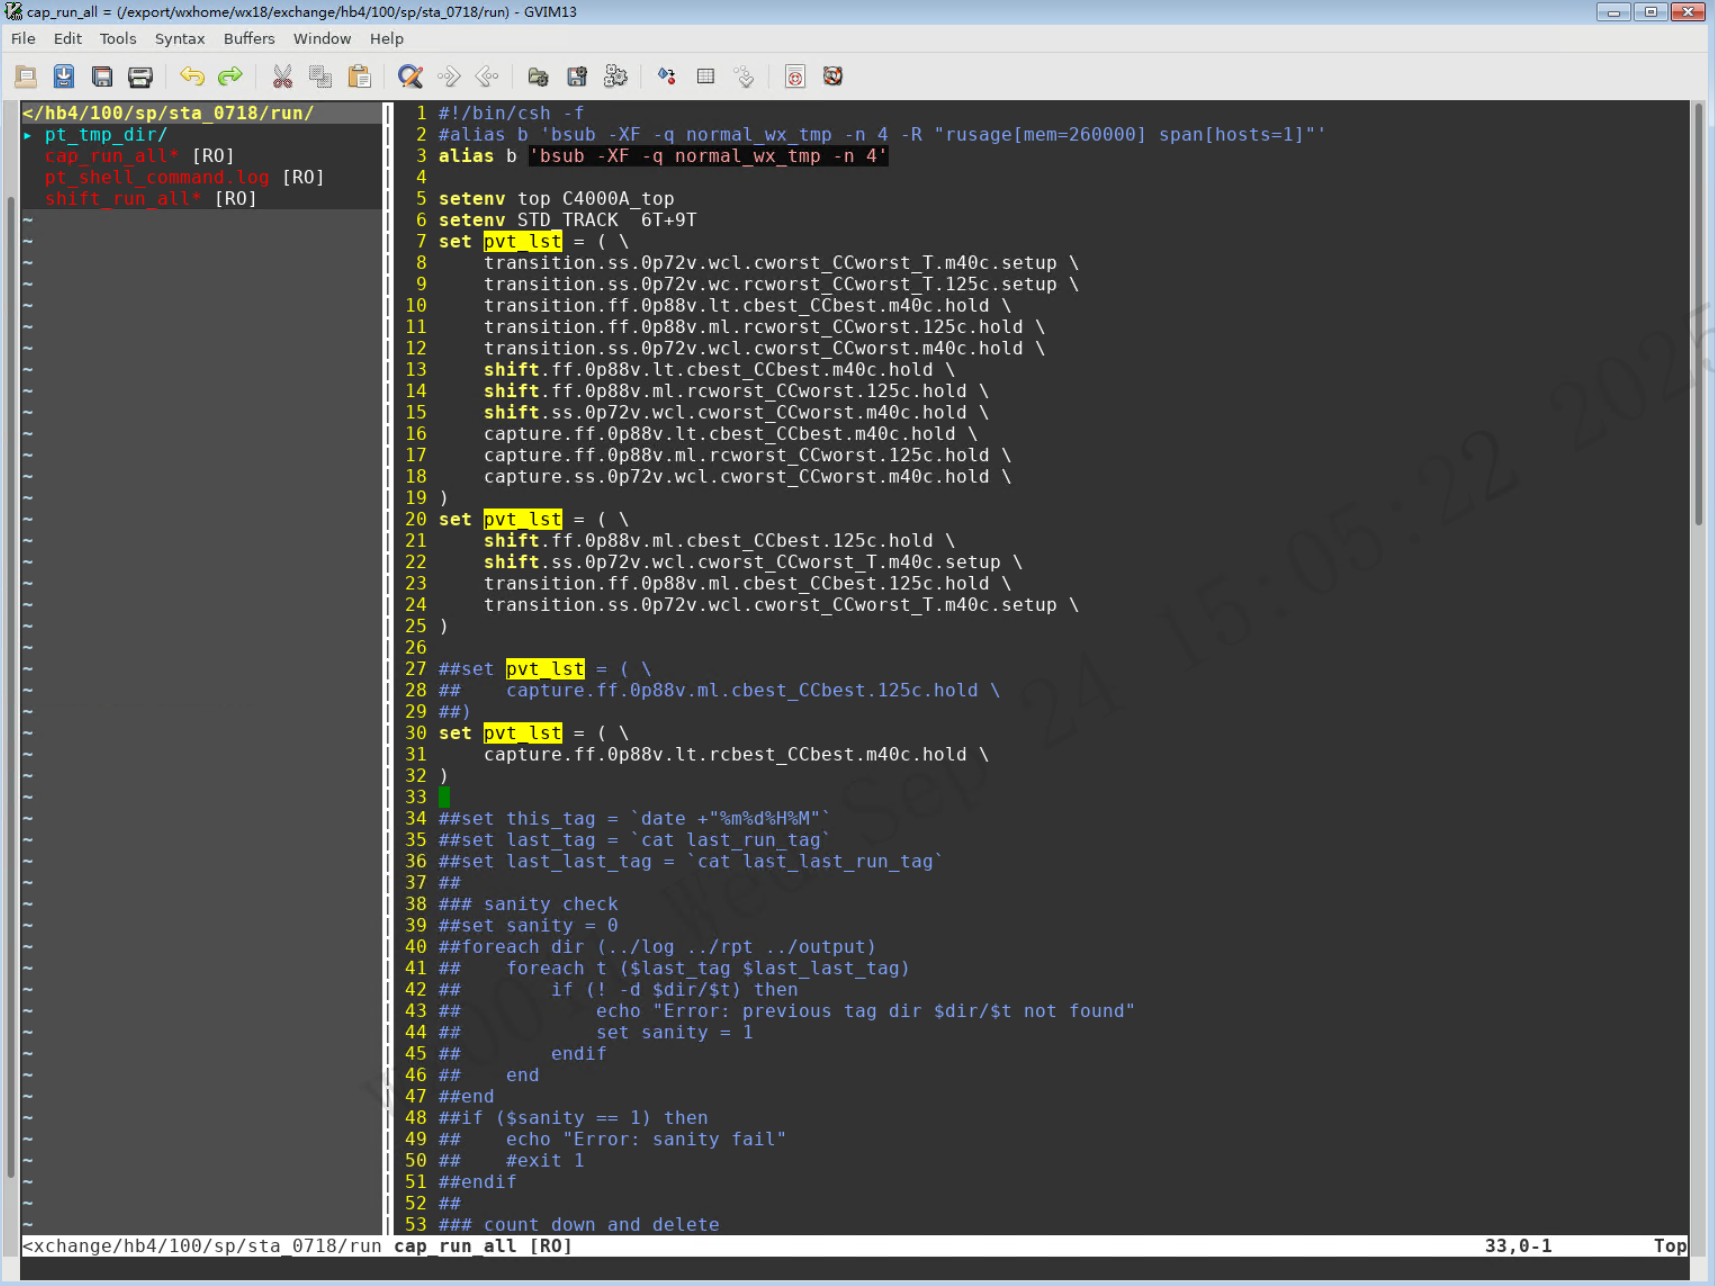 cap_run_all = (/export/wxhome/wx18/exchange/hb4/100/sp/sta_0718/run) - GVIM13
File Edit Tools Syntax Buffers Window Help
</hb4/100/sp/sta_0718/run/
▸ pt_tmp_dir/
cap_run_all* [RO]
pt_shell_command.log [RO]
shift_run_all* [RO]
1 #!/bin/csh -f
2 #alias b 'bsub -XF -q normal_wx_tmp -n 4 -R "rusage[mem=260000] span[hosts=1]"'
3 alias b 'bsub -XF -q normal_wx_tmp -n 4'
4
5 setenv top C4000A_top
6 setenv STD_TRACK  6T+9T
7 set pvt_lst = ( \
8     transition.ss.0p72v.wcl.cworst_CCworst_T.m40c.setup \
9     transition.ss.0p72v.wc.rcworst_CCworst_T.125c.setup \
10     transition.ff.0p88v.lt.cbest_CCbest.m40c.hold \
11     transition.ff.0p88v.ml.rcworst_CCworst.125c.hold \
12     transition.ss.0p72v.wcl.cworst_CCworst.m40c.hold \
13     shift.ff.0p88v.lt.cbest_CCbest.m40c.hold \
14     shift.ff.0p88v.ml.rcworst_CCworst.125c.hold \
15     shift.ss.0p72v.wcl.cworst_CCworst.m40c.hold \
16     capture.ff.0p88v.lt.cbest_CCbest.m40c.hold \
17     capture.ff.0p88v.ml.rcworst_CCworst.125c.hold \
18     capture.ss.0p72v.wcl.cworst_CCworst.m40c.hold \
19 )
20 set pvt_lst = ( \
21     shift.ff.0p88v.ml.cbest_CCbest.125c.hold \
22     shift.ss.0p72v.wcl.cworst_CCworst_T.m40c.setup \
23     transition.ff.0p88v.ml.cbest_CCbest.125c.hold \
24     transition.ss.0p72v.wcl.cworst_CCworst_T.m40c.setup \
25 )
26
27 ##set pvt_lst = ( \
28 ##    capture.ff.0p88v.ml.cbest_CCbest.125c.hold \
29 ##)
30 set pvt_lst = ( \
31     capture.ff.0p88v.lt.rcbest_CCbest.m40c.hold \
32 )
33
34 ##set this_tag = `date +"%m%d%H%M"`
35 ##set last_tag = `cat last_run_tag`
36 ##set last_last_tag = `cat last_last_run_tag`
37 ##
38 ### sanity check
39 ##set sanity = 0
40 ##foreach dir (../log ../rpt ../output)
41 ##    foreach t ($last_tag $last_last_tag)
42 ##        if (! -d $dir/$t) then
43 ##            echo "Error: previous tag dir $dir/$t not found"
44 ##            set sanity = 1
45 ##        endif
46 ##    end
47 ##end
48 ##if ($sanity == 1) then
49 ##    echo "Error: sanity fail"
50 ##    #exit 1
51 ##endif
52 ##
53 ### count down and delete
<xchange/hb4/100/sp/sta_0718/run cap_run_all [RO] 33,0-1 Top
Wed Sep 24 15:05:22 2025